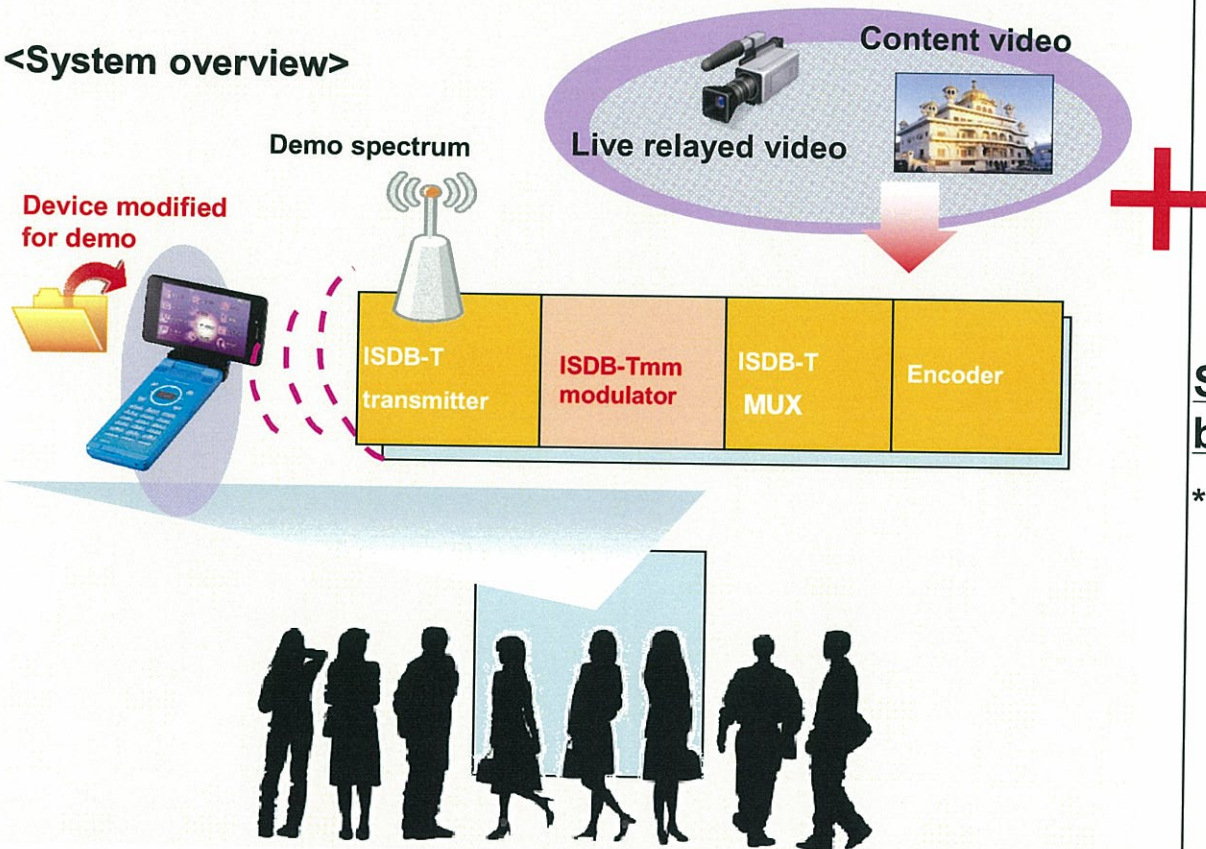 <System overview>
Content video
Live relayed video
Demo spectrum
Device modified
for demo
ISDB-T
transmitter
ISDB-Tmm
modulator
ISDB-T
MUX
Encoder
S
b
*